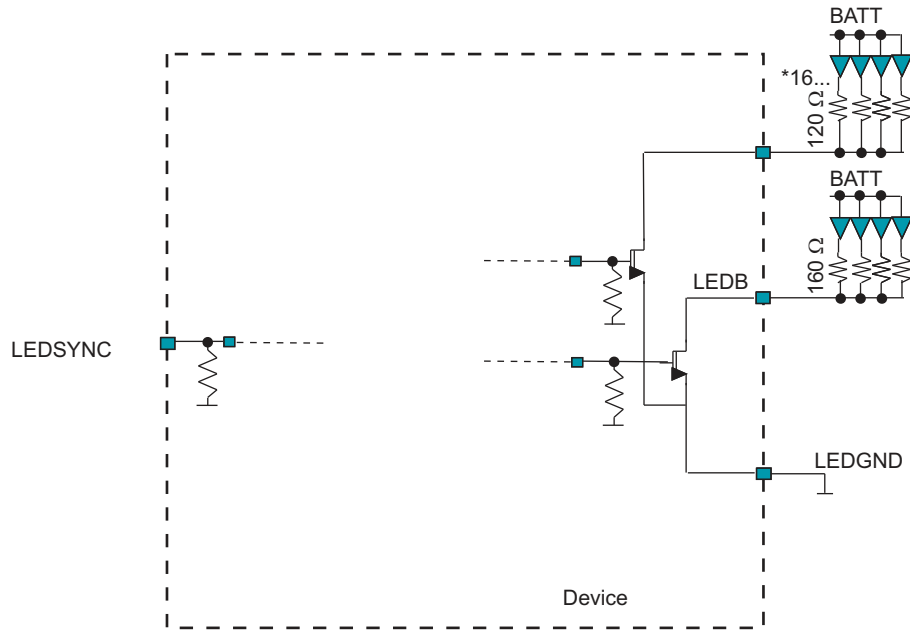 BATT
*16...
120 Ω
BATT
160 Ω
LEDB
LEDSYNC
LEDGND
Device